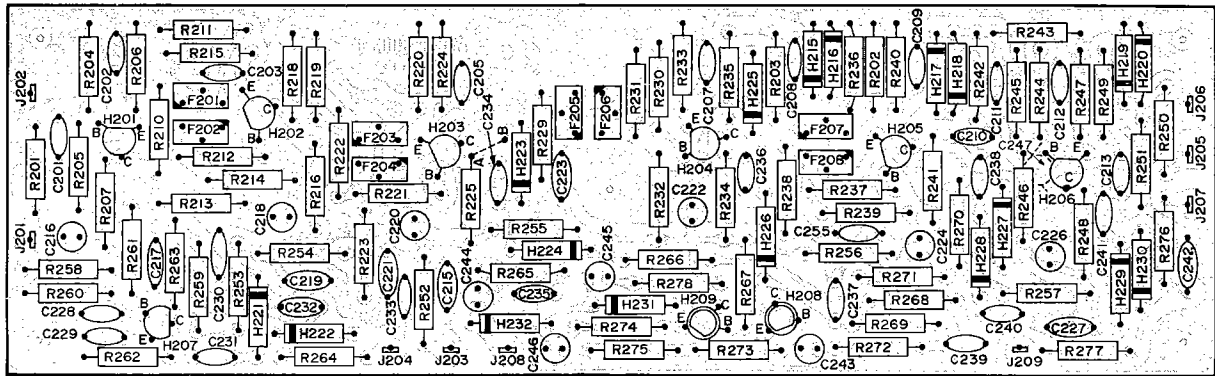 R211
R215
R204
C202
R206
C203
R218
R219
R220
R224
C205
C234
R233
C207
R235
H225
R203
C208
H215
H216
R236
R202
R240
C209
H217
H218
R242
C211
R243
R245
R244
C212
R247
R249
H219
H220
R250
J206
J202
F201
F202
H201
B
E
C
R210
E
C
B
H202
R222
F203
F204
E
H203
C
B
A
B
H223
R229
F205
F206
R231
R230
E
C
B
H204
F207
F208
H205
E
C
B
C210
C247
B
E
C
H206
C213
R251
J205
R201
C201
R205
R207
R212
R214
R213
R216
C218
R221
C220
R225
C223
R232
C222
R234
C236
R238
R237
R239
R241
C238
R246
R248
J207
J201
C216
R261
C217
R263
R259
C230
R253
R254
R223
C244
R255
H224
C245
R266
H226
C255
R256
C224
R270
H228
H227
C226
C241
R276
C242
R258
R260
C228
C229
C219
C232
H221
H222
C221
C233
R252
C215
R265
C235
R278
R267
H231
H209
C
B
E
H208
C
B
E
C237
R271
R268
R269
R257
C240
H229
H230
B
C
E
H207
R262
C231
R264
J204
J203
J208
H232
C246
R274
R275
R273
C243
R272
C239
J209
C227
R277